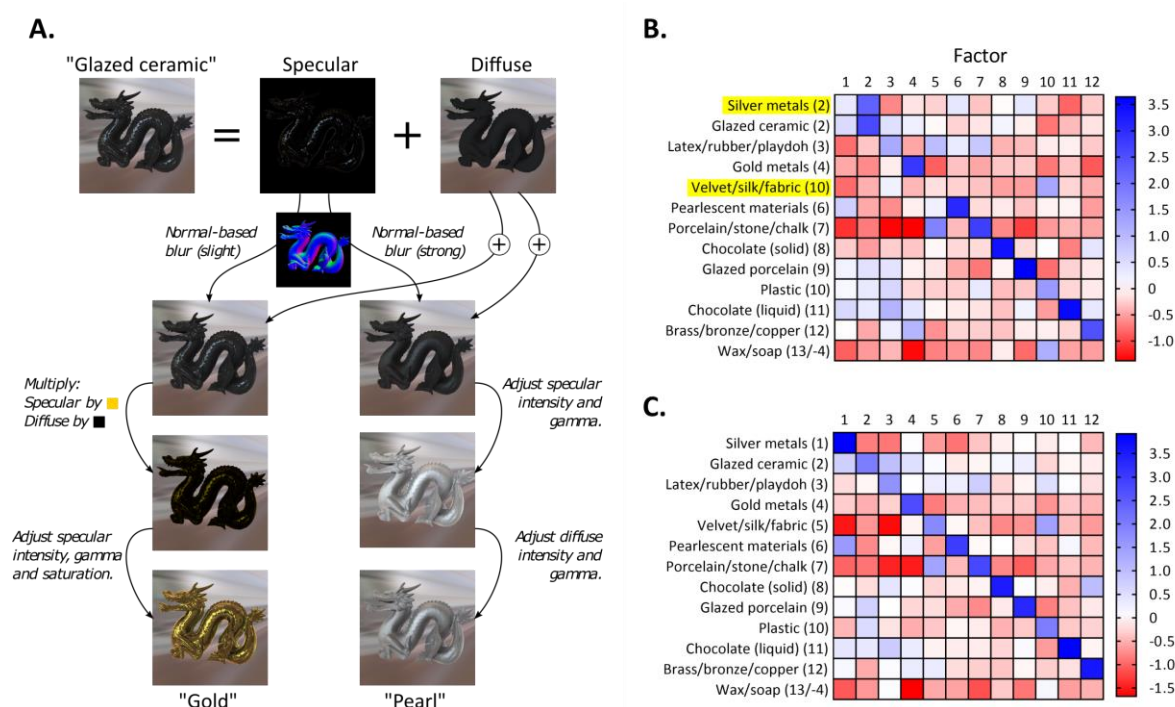 A.
"Glazed ceramic"
Specular
Diffuse
=
+
Normal-based
blur (slight)
Normal-based
blur (strong)
+
+
Multiply:
Specular by
Diffuse by
Adjust specular
intensity and
gamma.
Adjust specular
intensity, gamma
and saturation.
Adjust diffuse
intensity and
gamma.
"Gold"
"Pearl"
B.
Factor
1 2 3 4 5 6 7 8 9 10 11 12
Silver metals (2)
Glazed ceramic (2)
Latex/rubber/playdoh (3)
Gold metals (4)
Velvet/silk/fabric (10)
Pearlescent materials (6)
Porcelain/stone/chalk (7)
Chocolate (solid) (8)
Glazed porcelain (9)
Plastic (10)
Chocolate (liquid) (11)
Brass/bronze/copper (12)
Wax/soap (13/-4)
3.5
3.0
2.5
2.0
1.5
1.0
0.5
0
-0.5
-1.0
C.
1 2 3 4 5 6 7 8 9 10 11 12
Silver metals (1)
Glazed ceramic (2)
Latex/rubber/playdoh (3)
Gold metals (4)
Velvet/silk/fabric (5)
Pearlescent materials (6)
Porcelain/stone/chalk (7)
Chocolate (solid) (8)
Glazed porcelain (9)
Plastic (10)
Chocolate (liquid) (11)
Brass/bronze/copper (12)
Wax/soap (13/-4)
3.5
3.0
2.5
2.0
1.5
1.0
0.5
0
-0.5
-1.0
-1.5